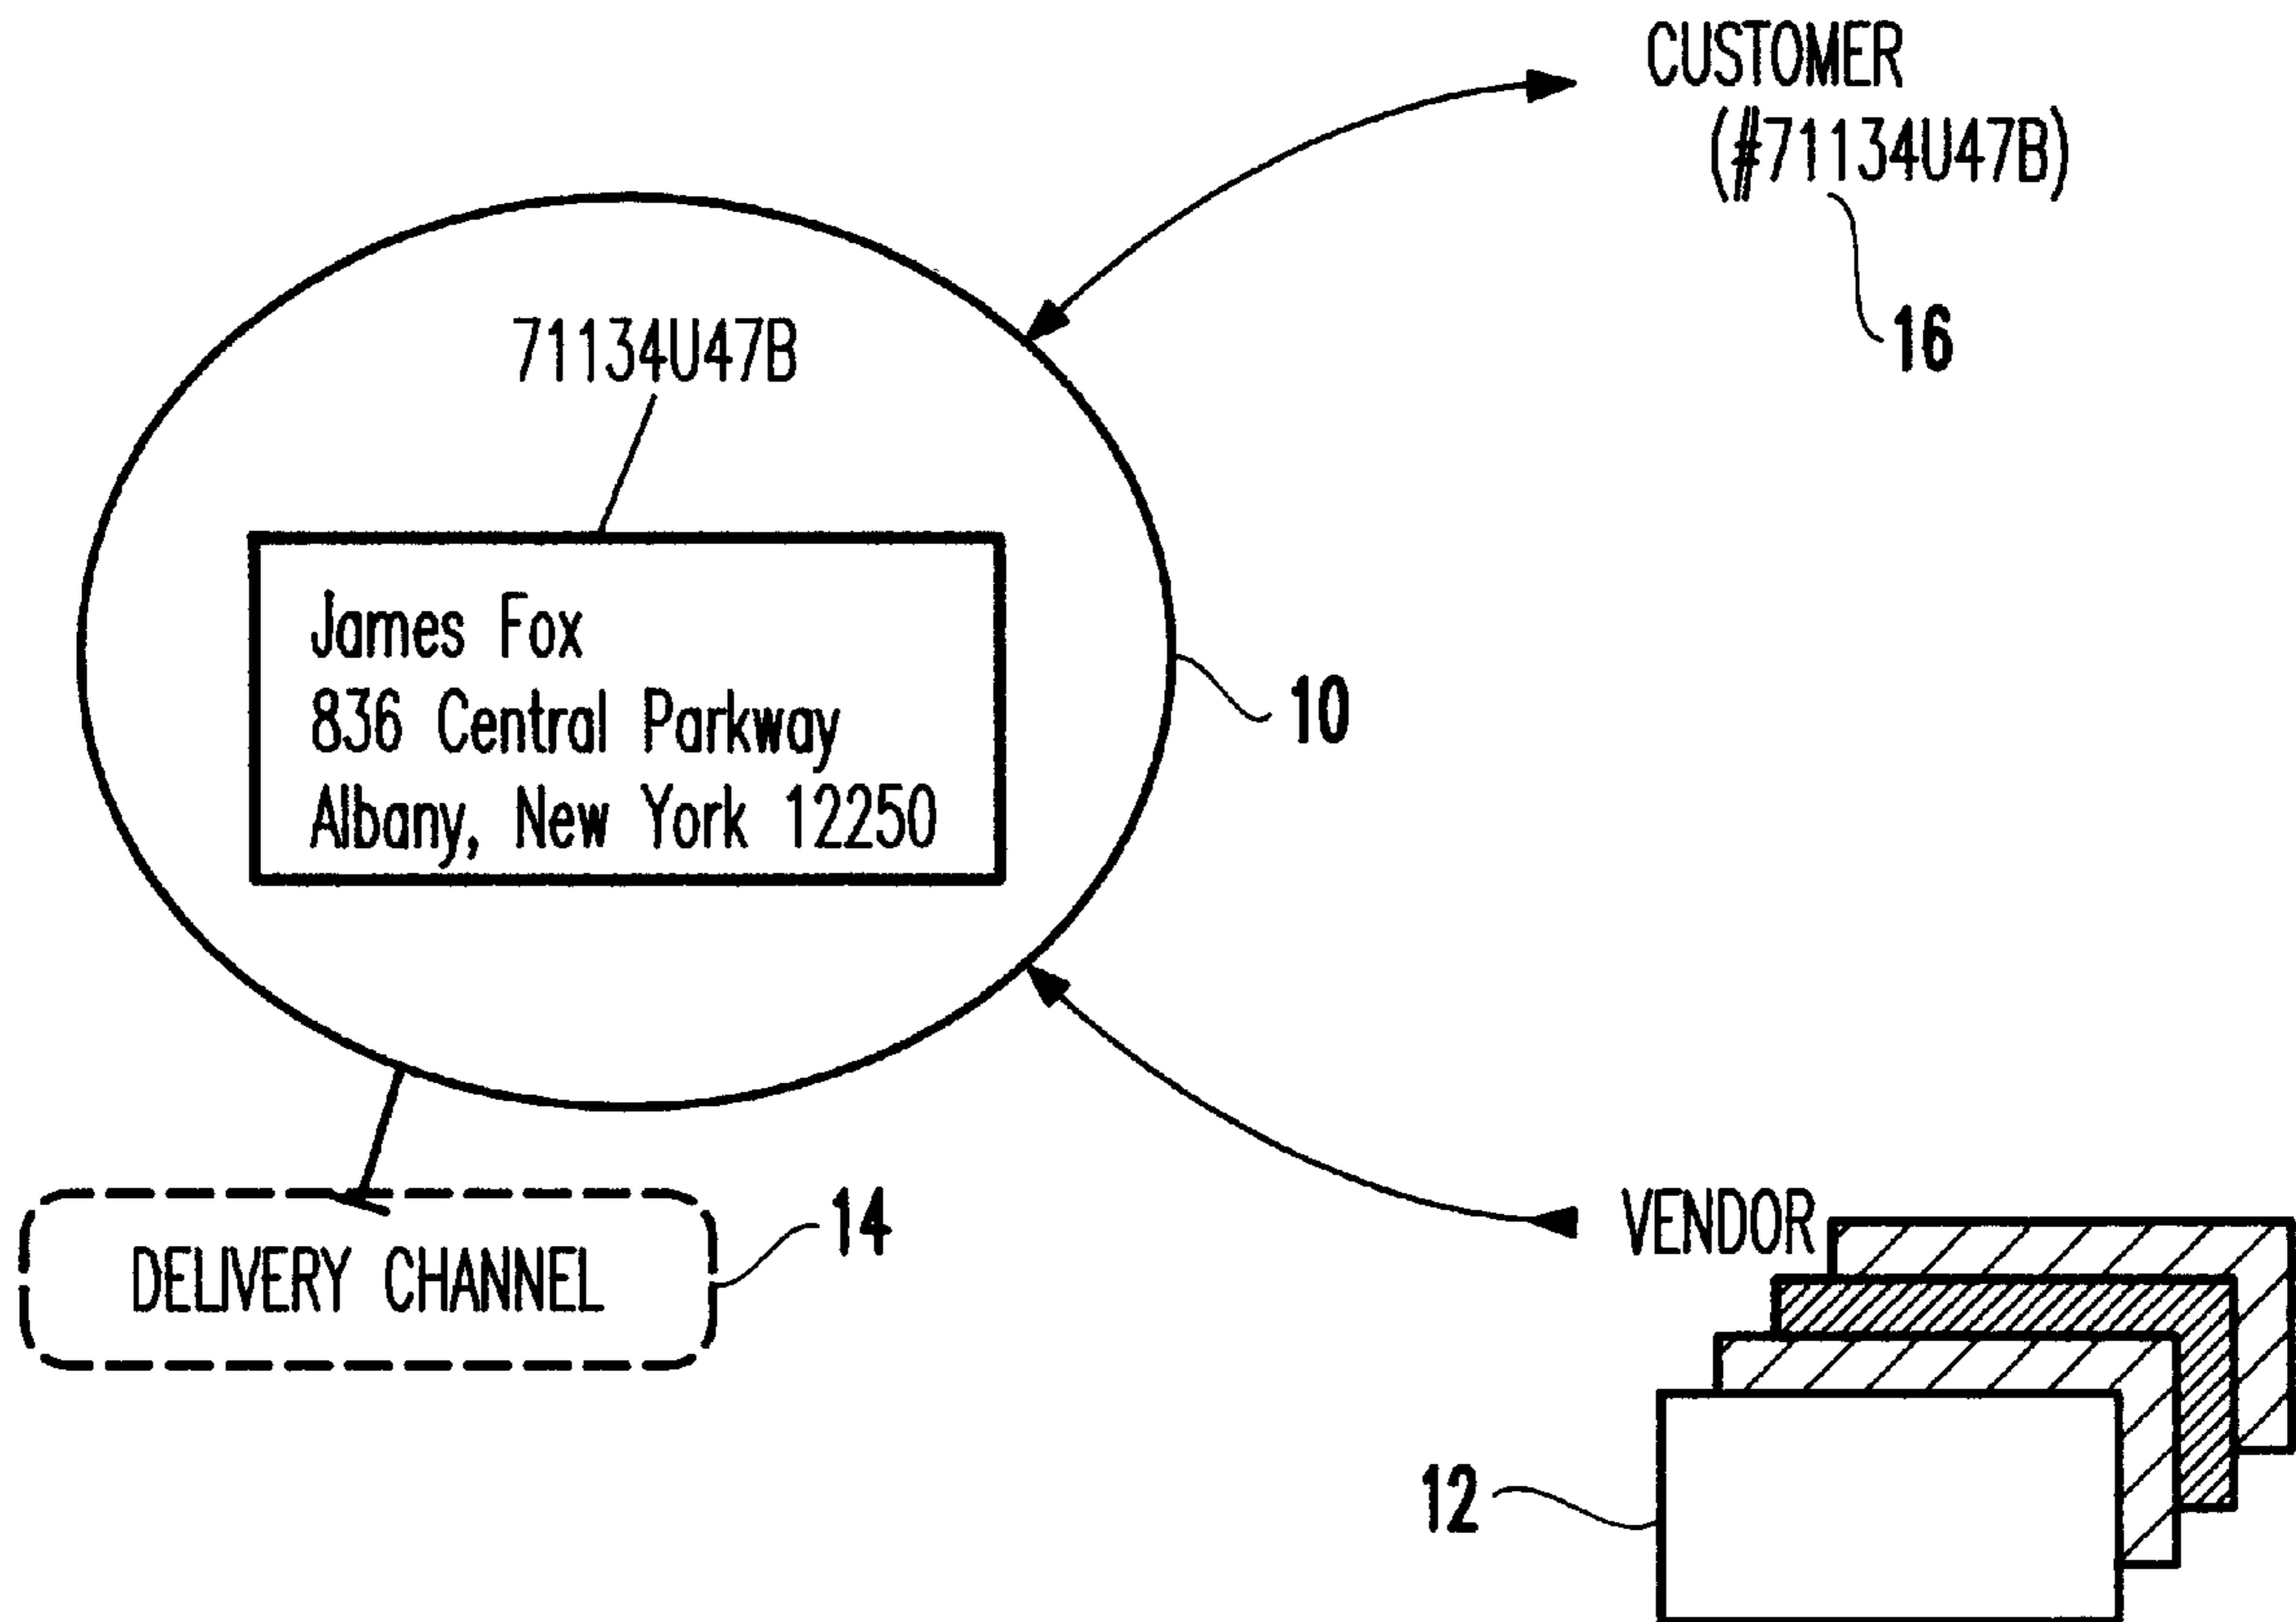 CUSTOMER
(#71134U47B)
16
71134U47B
James Fox
836 Central Parkway
Albany, New York 12250
10
DELIVERY CHANNEL
14
VENDOR
12